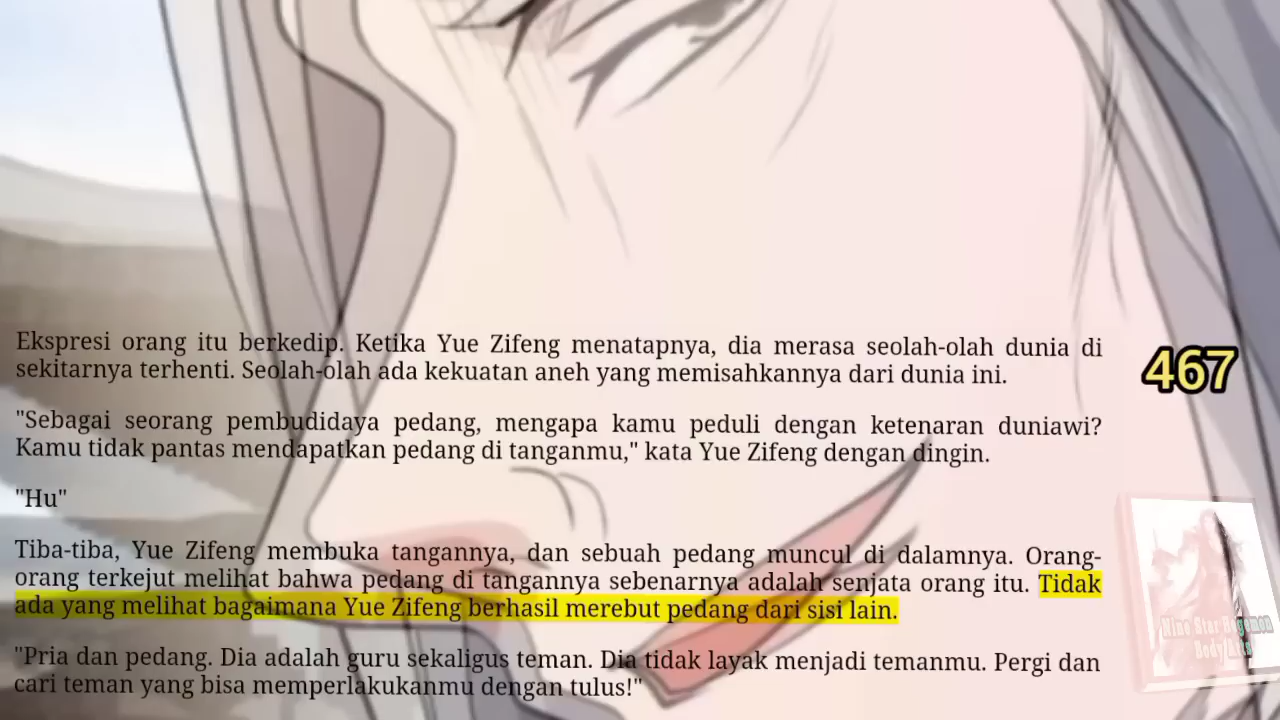 Ekspresi orang itu berkedip. Ketika Yue Zifeng menatapnya, dia merasa seolah-olah dunia di
sekitarnya terhenti. Seolah-olah ada kekuatan aneh yang memisahkannya dari dunia ini.
467
"Sebagai seorang pembudidaya pedang, mengapa kamu peduli dengan ketenaran duniawi?
Kamu tidak pantas mendapatkan pedang di tanganmu," kata Yue Zifeng dengan dingin.
"Hu"
Tiba-tiba, Yue Zifeng membuka tangannya, dan sebuah pedang muncul di dalamnya. Orang-
orang terkejut melihat bahwa pedang di tangannya sebenarnya adalah senjata orang itu. Tidak
ada yang melihat bagaimana Yue Zifeng berhasil merebut pedang dari sisi lain.
"Pria dan pedang. Dia adalah guru sekaligus teman. Dia tidak layak menjadi temanmu. Pergi dan
cari teman yang bisa memperlakukanmu dengan tulus!"
Nine Star Hegemon
Body Arts